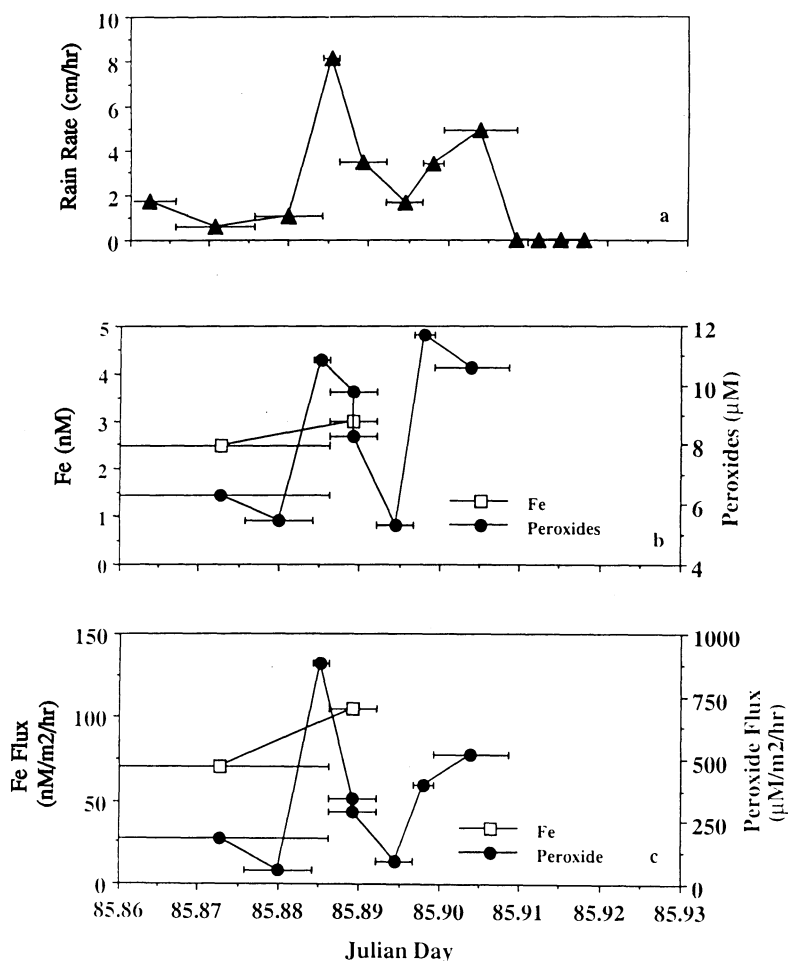 10
8
6
4
2
0
Rain Rate (cm/hr)
a
5
4
3
2
1
0
Fe (nM)
12
10
8
6
4
Peroxides (μM)
Fe
Peroxides
b
150
100
50
0
Fe Flux
(nM/m2/hr)
1000
750
500
250
0
Peroxide Flux
(μM/m2/hr)
Fe
Peroxide
c
85.86 85.87 85.88 85.89 85.90 85.91 85.92 85.93
Julian Day